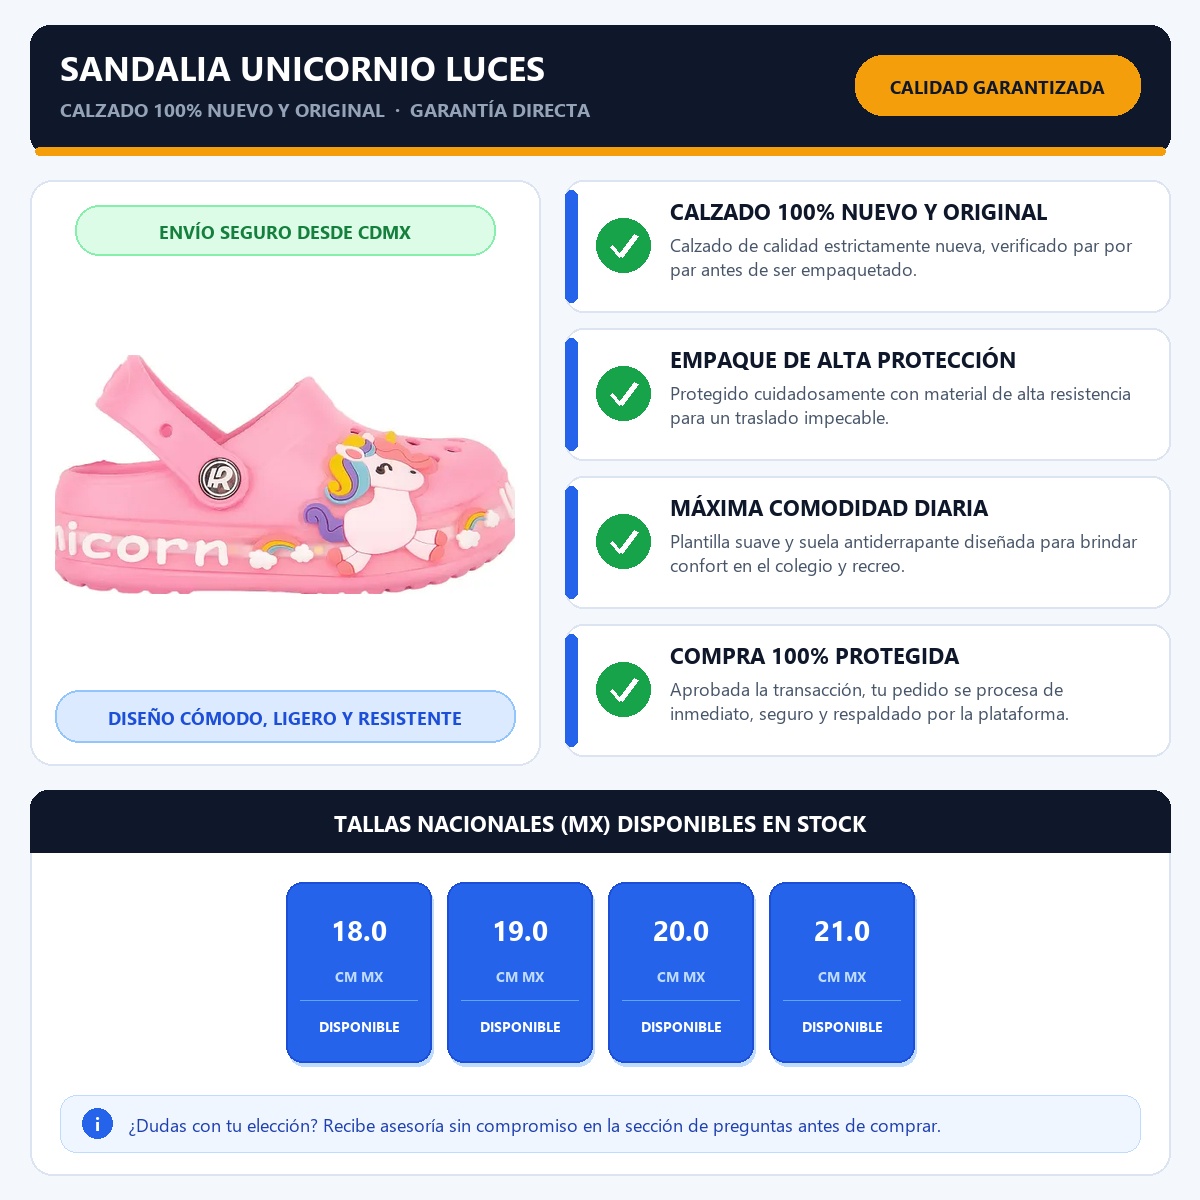 SANDALIA UNICORNIO LUCES
CALZADO 100% NUEVO Y ORIGINAL · GARANTÍA DIRECTA
CALIDAD GARANTIZADA
ENVÍO SEGURO DESDE CDMX
nicorn
DISEÑO CÓMODO, LIGERO Y RESISTENTE
CALZADO 100% NUEVO Y ORIGINAL
Calzado de calidad estrictamente nueva, verificado par por
par antes de ser empaquetado.
EMPAQUE DE ALTA PROTECCIÓN
Protegido cuidadosamente con material de alta resistencia
para un traslado impecable.
MÁXIMA COMODIDAD DIARIA
Plantilla suave y suela antiderrapante diseñada para brindar
confort en el colegio y recreo.
COMPRA 100% PROTEGIDA
Aprobada la transacción, tu pedido se procesa de
inmediato, seguro y respaldado por la plataforma.
TALLAS NACIONALES (MX) DISPONIBLES EN STOCK
18.0
CM MX
DISPONIBLE
19.0
CM MX
DISPONIBLE
20.0
CM MX
DISPONIBLE
21.0
CM MX
DISPONIBLE
¿Dudas con tu elección? Recibe asesoría sin compromiso en la sección de preguntas antes de comprar.